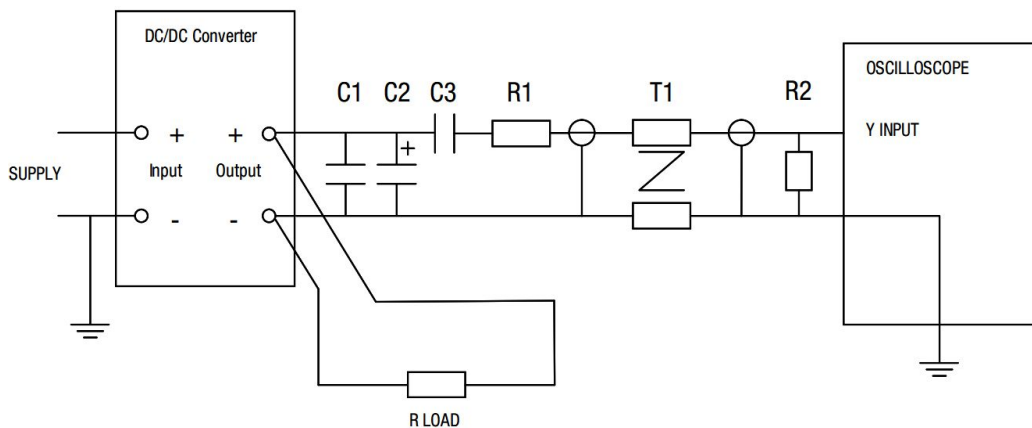 DC/DC Converter
OSCILLOSCOPE
C1 C2 C3 R1 T1 R2
+ + + Y INPUT
SUPPLY Input Output
- -
R LOAD